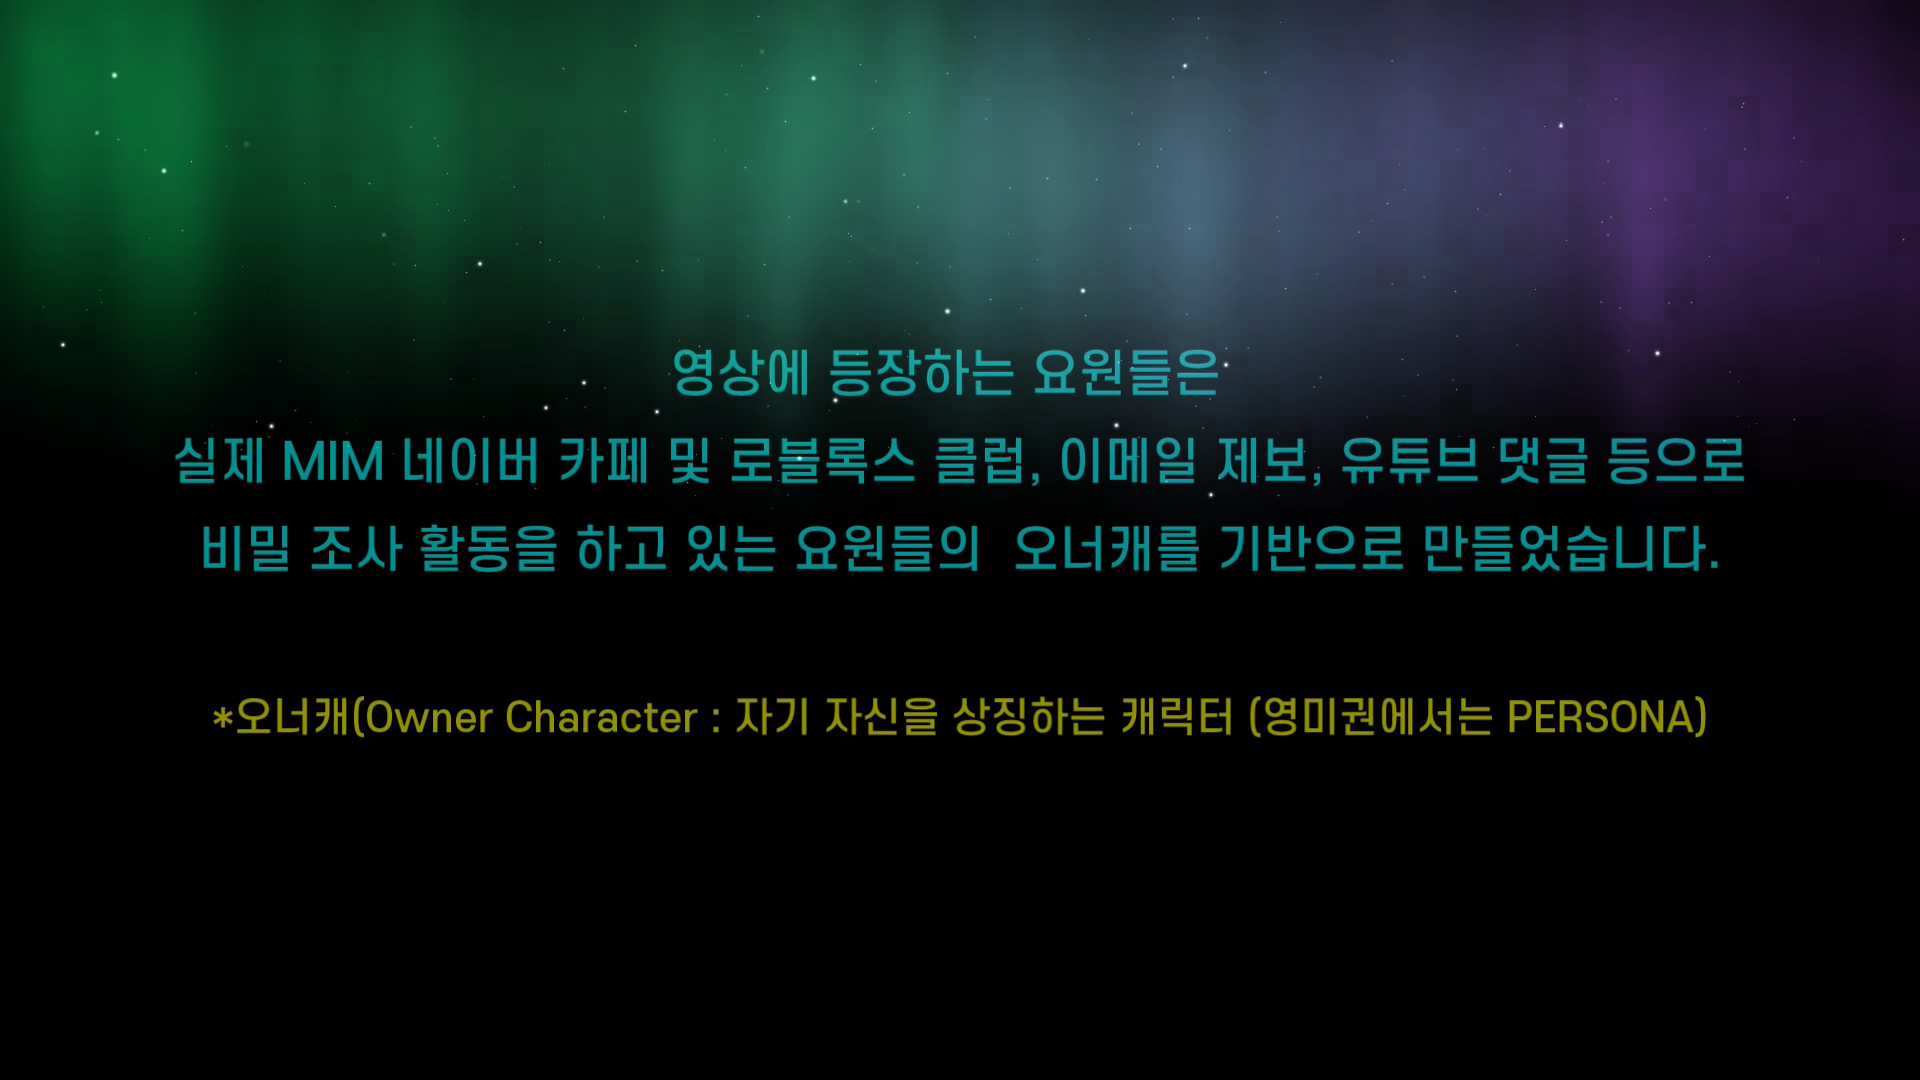 영상에 등장하는 요원들은
실제 MIM 네이버 카페 및 로블록스 클럽, 이메일 제보, 유튜브 댓글 등으로
비밀 조사 활동을 하고 있는 요원들의  오너캐를 기반으로 만들었습니다.
*오너캐(Owner Character : 자기 자신을 상징하는 캐릭터 (영미권에서는 PERSONA)